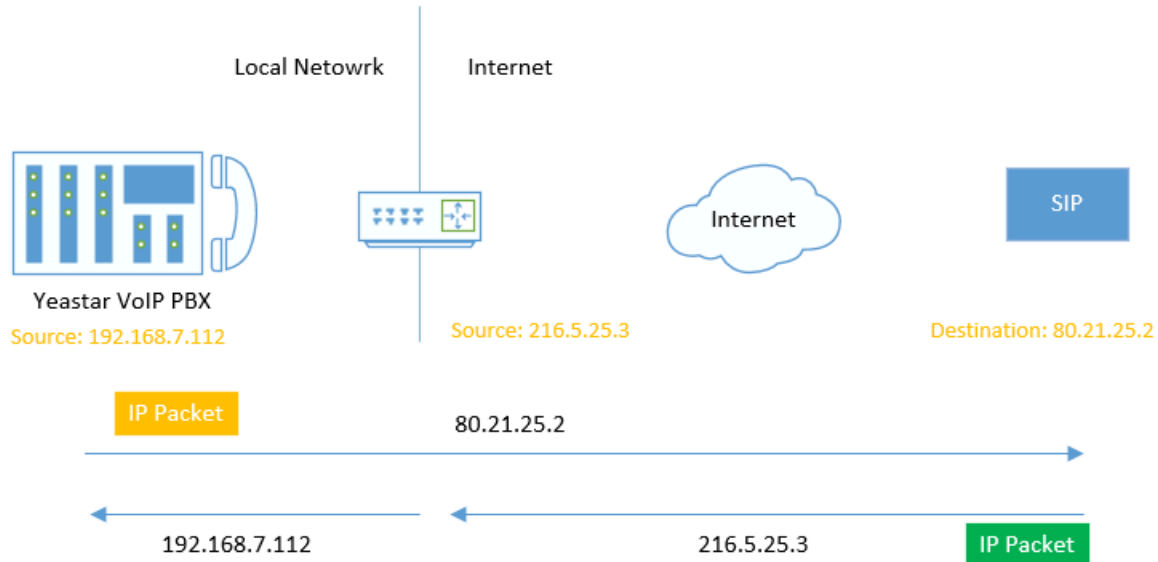 Local Netowrk
Internet
Internet
SIP
Yeastar VoIP PBX
Source: 192.168.7.112
Source: 216.5.25.3
Destination: 80.21.25.2
IP Packet
80.21.25.2
192.168.7.112
216.5.25.3
IP Packet